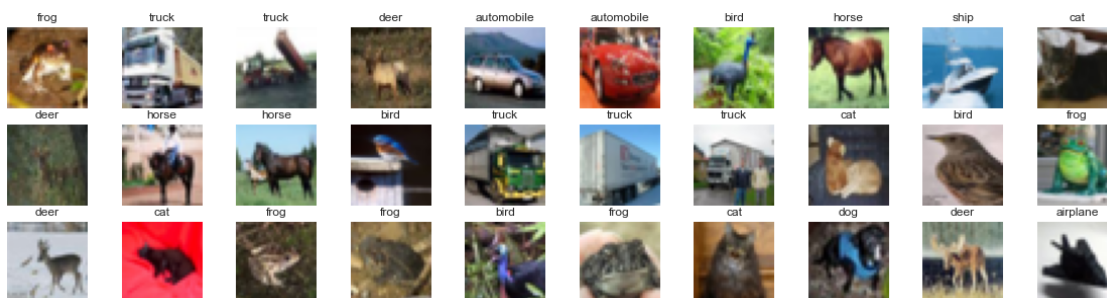 frog truck truck deer automobile automobile bird horse ship cat
deer horse horse bird truck truck truck cat bird frog
deer cat frog frog bird frog cat dog deer airplane